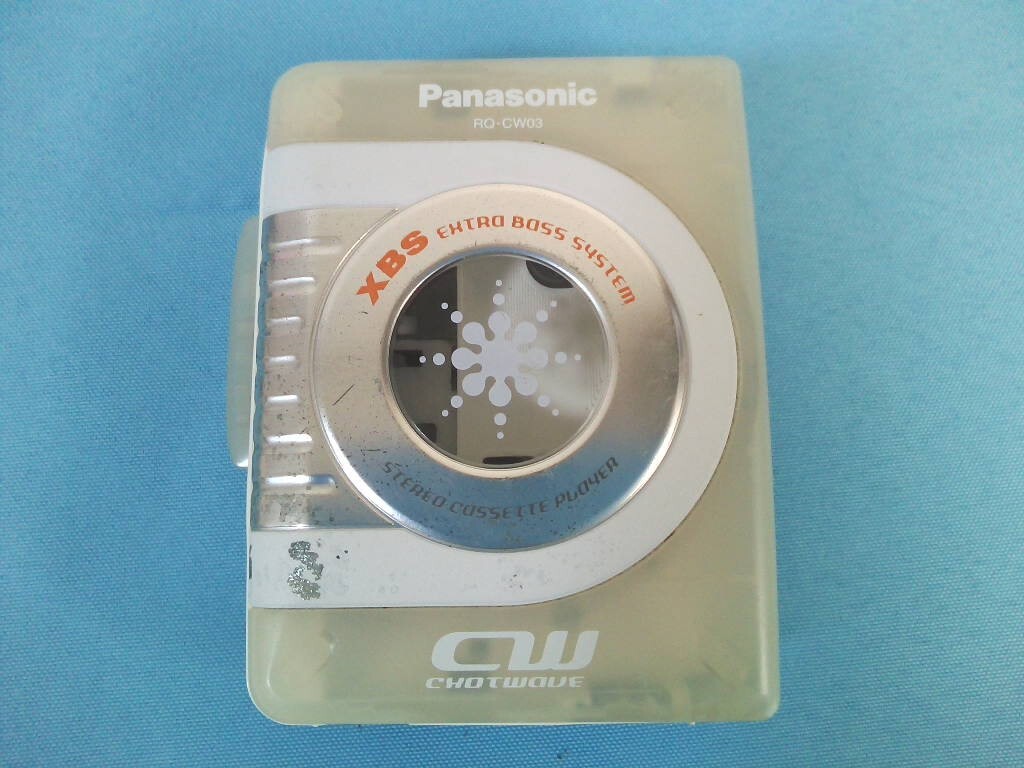 Panasonic
RQ-CW03
XBS EXTRA BASS SYSTEM
STEREO CASSETTE PLAYER
CW
CHOTWAVE